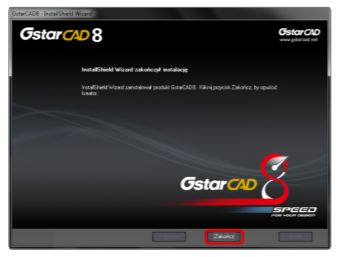 GstarCAD8 - InstallShield Wizard
GstarCAD 8
GstarCAD
www.gstarcad.net
InstallShield Wizard zakończył instalację
InstallShield Wizard zainstalował produkt GstarCAD8. Kliknij przycisk Zakończ, by opuścić
kreator.
GstarCAD 8
SPEED
FOR YOUR DESIGN
Zakończ